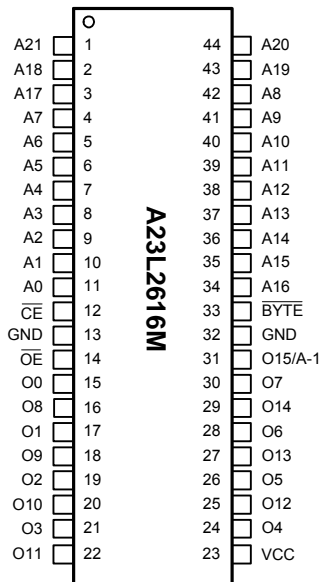 A21 1 44 A20
A18 2 43 A19
A17 3 42 A8
A7 4 41 A9
A6 5 40 A10
A5 6 39 A11
A4 7 38 A12
A3 8 37 A13
A2 9 36 A14
A1 10 35 A15
A0 11 34 A16
CE 12 33 BYTE
GND 13 32 GND
OE 14 31 O15/A-1
O0 15 30 O7
O8 16 29 O14
O1 17 28 O6
O9 18 27 O13
O2 19 26 O5
O10 20 25 O12
O3 21 24 O4
O11 22 23 VCC
A23L2616M